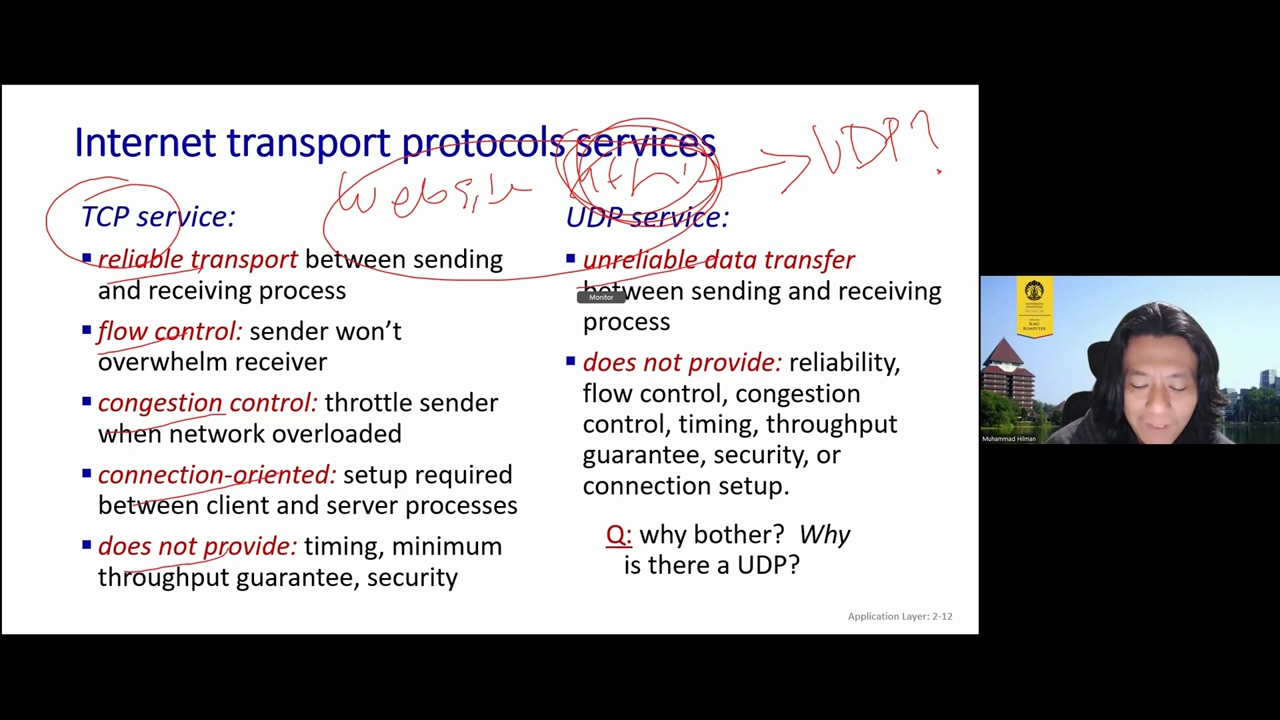 Internet transport protocols services
UDP?
Website
TCP service:
reliable transport between sending
and receiving process
flow control: sender won’t
overwhelm receiver
congestion control: throttle sender
when network overloaded
connection-oriented: setup required
between client and server processes
does not provide: timing, minimum
throughput guarantee, security
UDP service:
unreliable data transfer
between sending and receiving
process
Monitor
does not provide: reliability,
flow control, congestion
control, timing, throughput
guarantee, security, or
connection setup.
Q: why bother? Why
is there a UDP?
Application Layer: 2-12
ILMU
KOMPUTER
Muhammad Hilman